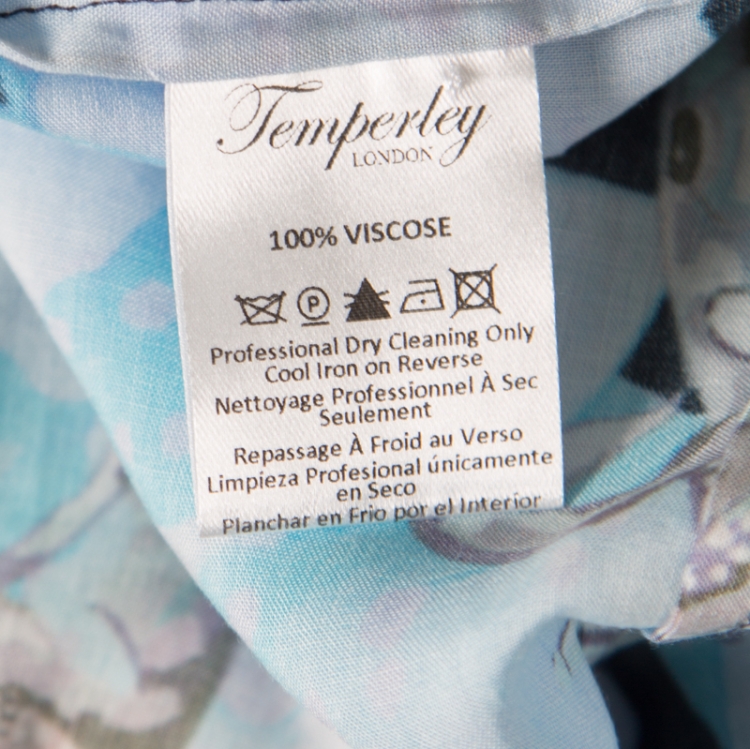 Temperley
LONDON
100% VISCOSE
P
Professional Dry Cleaning Only
Cool Iron on Reverse
Nettoyage Professionnel À Sec
Seulement
Repassage À Froid au Verso
Limpieza Profesional únicamente
en Seco
Planchar en Frio por el Interior